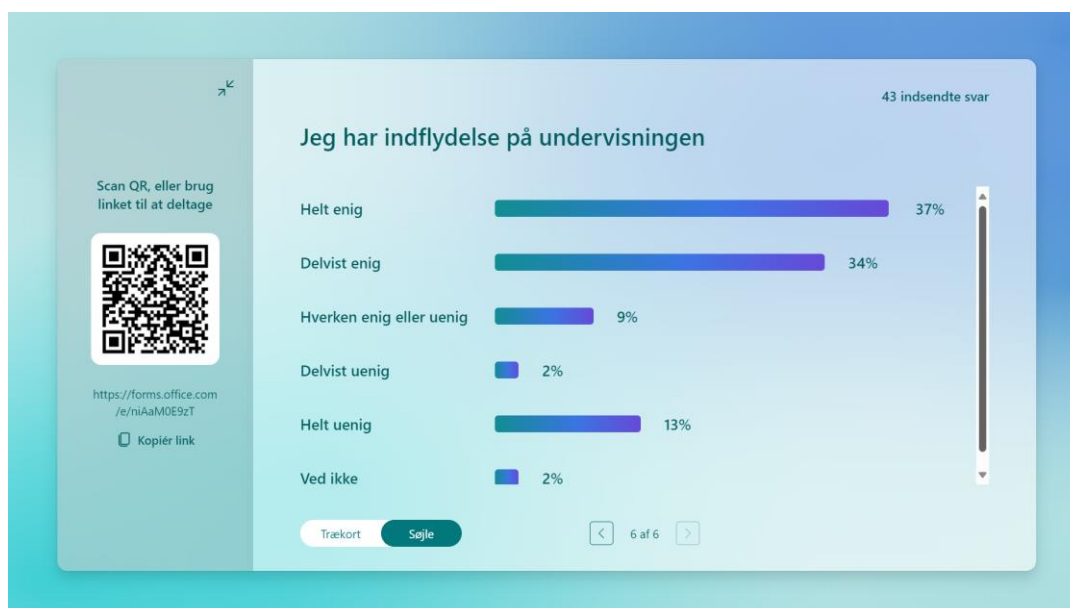 43 indsendte svar
Jeg har indflydelse på undervisningen
Scan QR, eller brug
linket til at deltage
https://forms.office.com
/e/niAaM0E9zT
Kopiér link
Helt enig 37%
Delvist enig 34%
Hverken enig eller uenig 9%
Delvist uenig 2%
Helt uenig 13%
Ved ikke 2%
Trækort Søjle
6 af 6